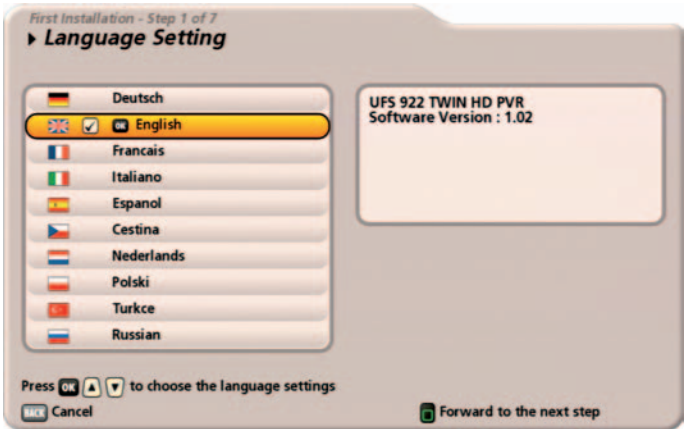 First Installation - Step 1 of 7
Language Setting
Deutsch
OK English
Francais
Italiano
Espanol
Cestina
Nederlands
Polski
Turkce
Russian
UFS 922 TWIN HD PVR
Software Version : 1.02
Press OK to choose the language settings
BACK Cancel
Forward to the next step